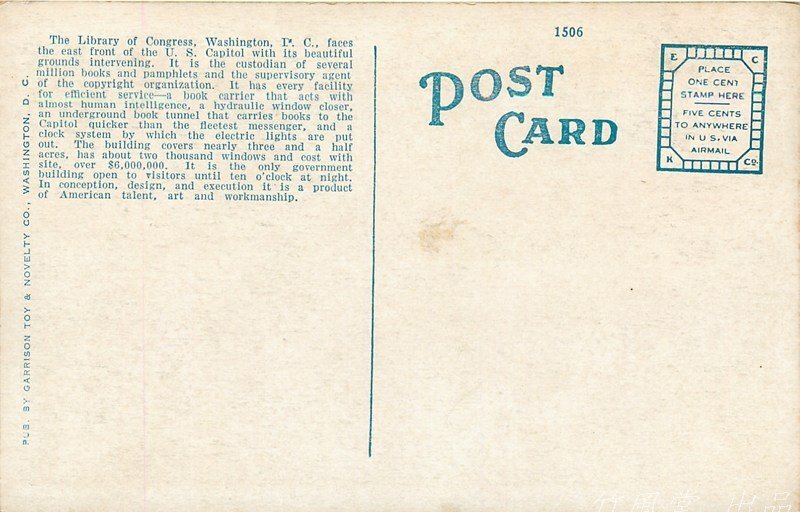 The Library of Congress, Washington, D. C., faces
the east front of the U. S. Capitol with its beautiful
grounds intervening. It is the custodian of several
million books and pamphlets and the supervisory agent
of the copyright organization. It has every facility
for efficient service—a book carrier that acts with
almost human intelligence, a hydraulic window closer,
an underground book tunnel that carries books to the
Capitol quicker than the fleetest messenger, and a
clock system by which the electric lights are put
out. The building covers nearly three and a half
acres, has about two thousand windows and cost with
site, over $6,000,000. It is the only government
building open to visitors until ten o'clock at night.
In conception, design, and execution it is a product
of American talent, art and workmanship.
PUB. BY GARRISON TOY & NOVELTY CO., WASHINGTON, D. C.
1506
POST
CARD
E C
PLACE
ONE CENT
STAMP HERE
FIVE CENTS
TO ANYWHERE
IN U.S. VIA
AIRMAIL
K Co.
出品